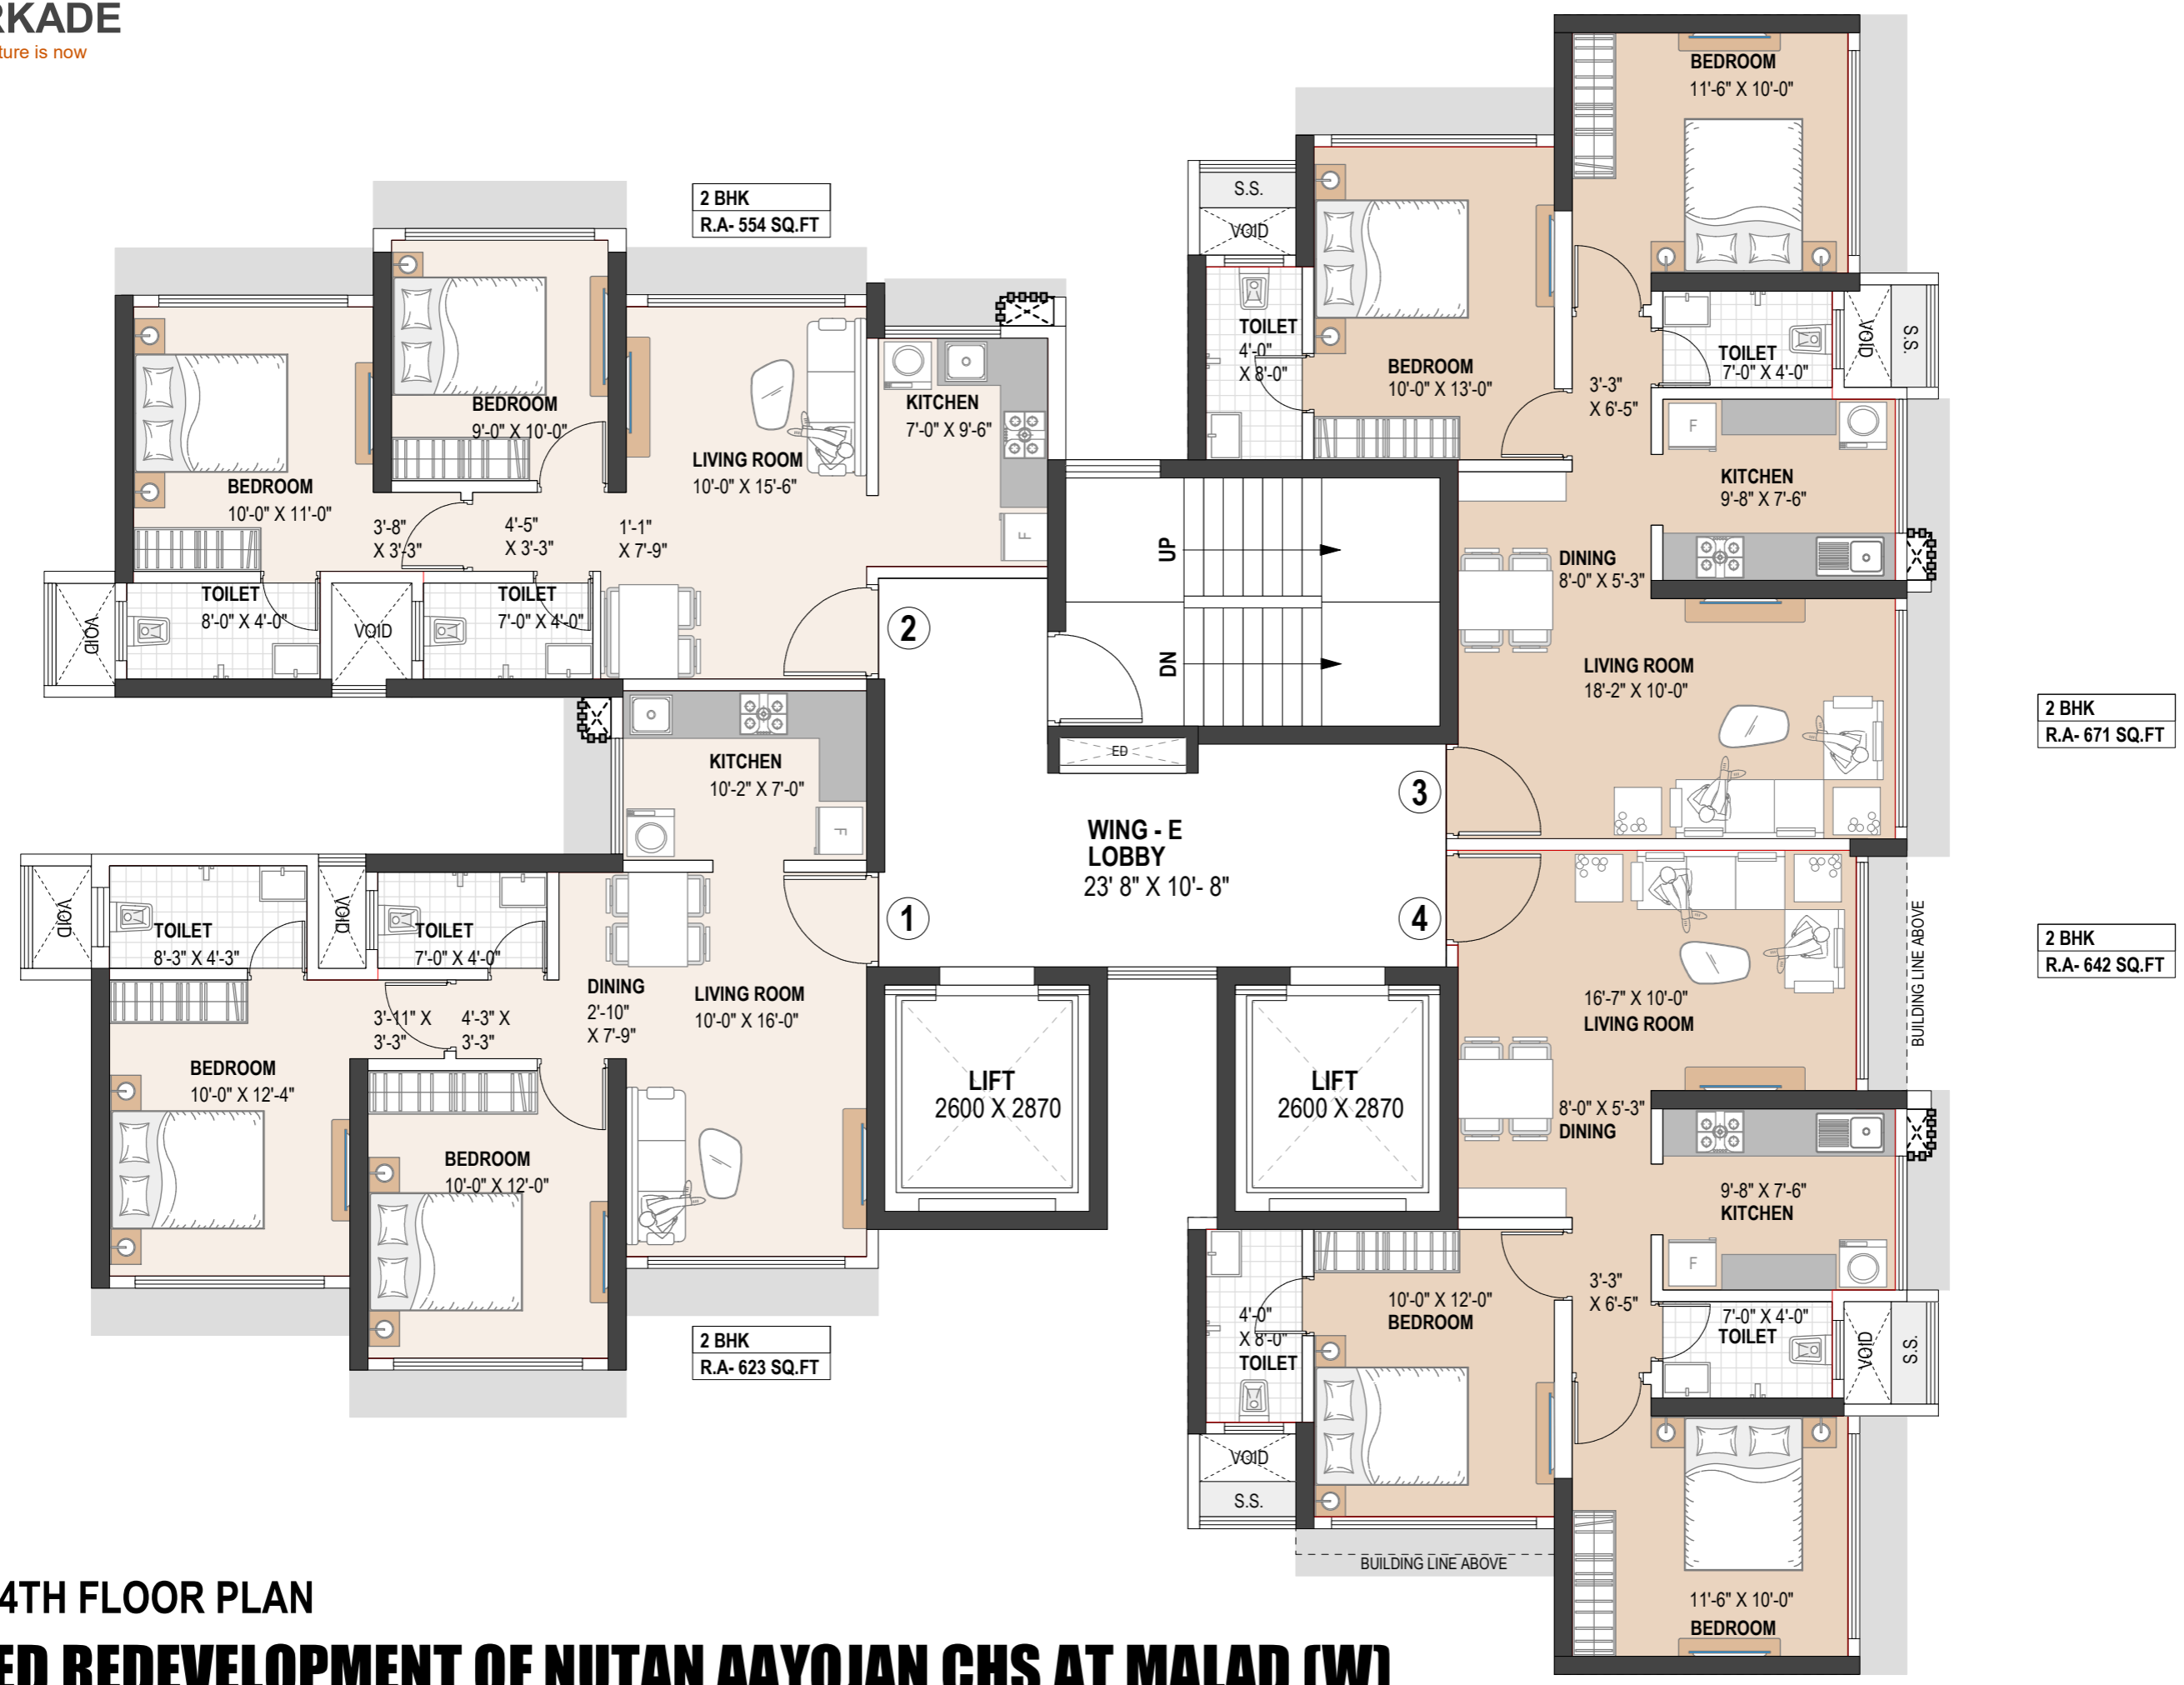 RKADE
ture is now
2 BHK
R.A- 554 SQ.FT
BEDROOM
10'-0" X 11'-0"
BEDROOM
9'-0" X 10'-0"
LIVING ROOM
10'-0" X 15'-6"
KITCHEN
7'-0" X 9'-6"
F
3'-8"
X 3'-3"
4'-5"
X 3'-3"
1'-1"
X 7'-9"
TOILET
8'-0" X 4'-0"
VOID
VOID
TOILET
7'-0" X 4'-0"
2
UP
DN
ED
KITCHEN
10'-2" X 7'-0"
F
VOID
TOILET
8'-3" X 4'-3"
VOID
TOILET
7'-0" X 4'-0"
1
DINING
2'-10"
X 7'-9"
LIVING ROOM
10'-0" X 16'-0"
3'-11" X
3'-3"
4'-3" X
3'-3"
BEDROOM
10'-0" X 12'-4"
BEDROOM
10'-0" X 12'-0"
2 BHK
R.A- 623 SQ.FT
WING - E
LOBBY
23' 8" X 10'- 8"
LIFT
2600 X 2870
LIFT
2600 X 2870
BEDROOM
11'-6" X 10'-0"
S.S.
VOID
TOILET
4'-0"
X 8'-0"
BEDROOM
10'-0" X 13'-0"
3'-3"
X 6'-5"
TOILET
7'-0" X 4'-0"
VOID
S.S.
F
KITCHEN
9'-8" X 7'-6"
DINING
8'-0" X 5'-3"
LIVING ROOM
18'-2" X 10'-0"
3
2 BHK
R.A- 671 SQ.FT
4
2 BHK
R.A- 642 SQ.FT
BUILDING LINE ABOVE
16'-7" X 10'-0"
LIVING ROOM
8'-0" X 5'-3"
DINING
9'-8" X 7'-6"
KITCHEN
F
3'-3"
X 6'-5"
7'-0" X 4'-0"
TOILET
VOID
S.S.
10'-0" X 12'-0"
BEDROOM
4'-0"
X 8'-0"
TOILET
VOID
S.S.
BUILDING LINE ABOVE
11'-6" X 10'-0"
BEDROOM
4TH FLOOR PLAN
ED REDEVELOPMENT OF NUTAN AAYOJAN CHS AT MALAD (W)